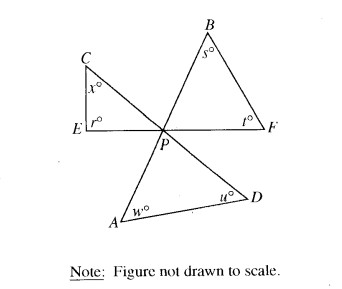 B
s°
C
x°
E r°
t° F
P
u° D
A w°
Note: Figure not drawn to scale.